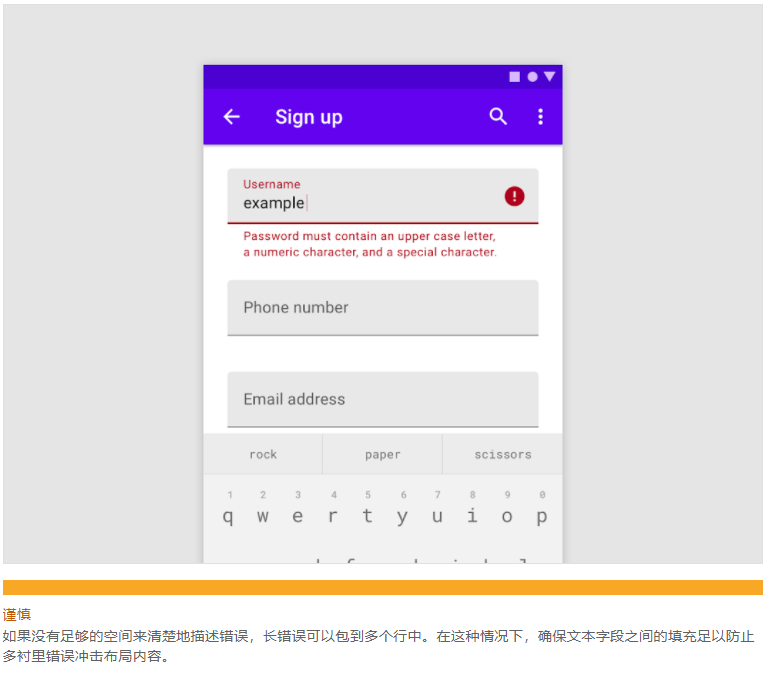 Sign up
Username
example
Password must contain an upper case letter,
a numeric character, and a special character.
Phone number
Email address
rock paper scissors
1 2 3 4 5 6 7 8 9 0
q w e r t y u i o p
谨慎
如果没有足够的空间来清楚地描述错误，长错误可以包到多个行中。在这种情况下，确保文本字段之间的填充足以防止
多衬里错误冲击布局内容。